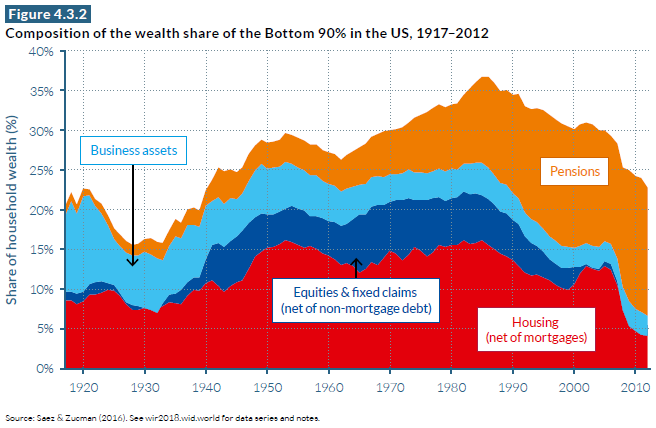 Figure 4.3.2
Composition of the wealth share of the Bottom 90% in the US, 1917–2012
Share of household wealth (%)
40%
35%
30%
25%
20%
15%
10%
5%
0%
Business assets
Pensions
Equities & fixed claims
(net of non-mortgage debt)
Housing
(net of mortgages)
1920
1930
1940
1950
1960
1970
1980
1990
2000
2010
Source: Saez & Zucman (2016). See wir2018.wid.world for data series and notes.